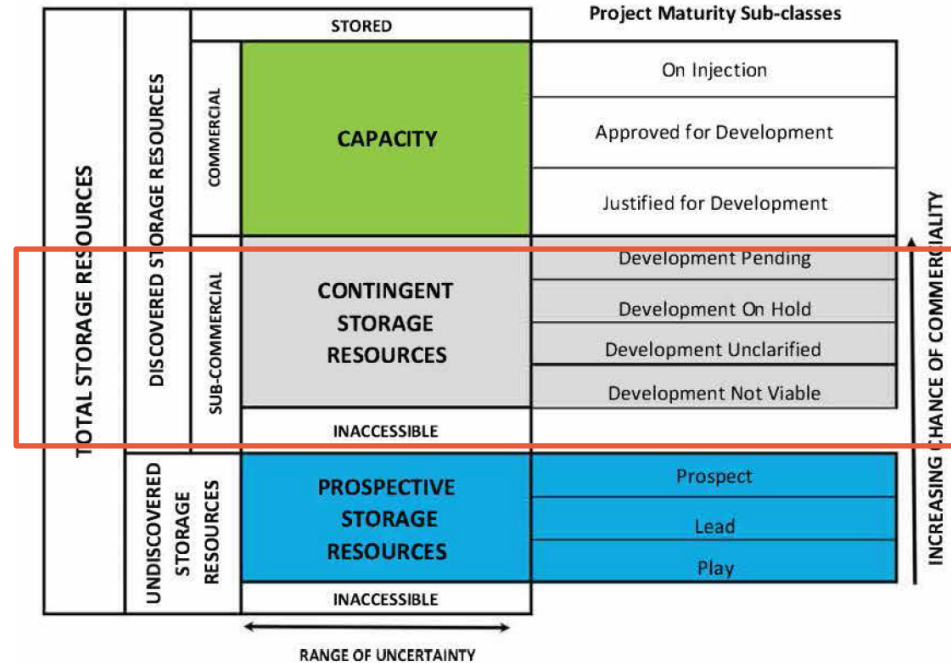 STORED
Project Maturity Sub-classes
TOTAL STORAGE RESOURCES
DISCOVERED STORAGE RESOURCES
COMMERCIAL
CAPACITY
On Injection
Approved for Development
Justified for Development
SUB-COMMERCIAL
CONTINGENT
STORAGE
RESOURCES
Development Pending
Development On Hold
Development Unclarified
Development Not Viable
INACCESSIBLE
UNDISCOVERED
STORAGE
RESOURCES
PROSPECTIVE
STORAGE
RESOURCES
Prospect
Lead
Play
INACCESSIBLE
RANGE OF UNCERTAINTY
INCREASING CHANCE OF COMMERCIALITY